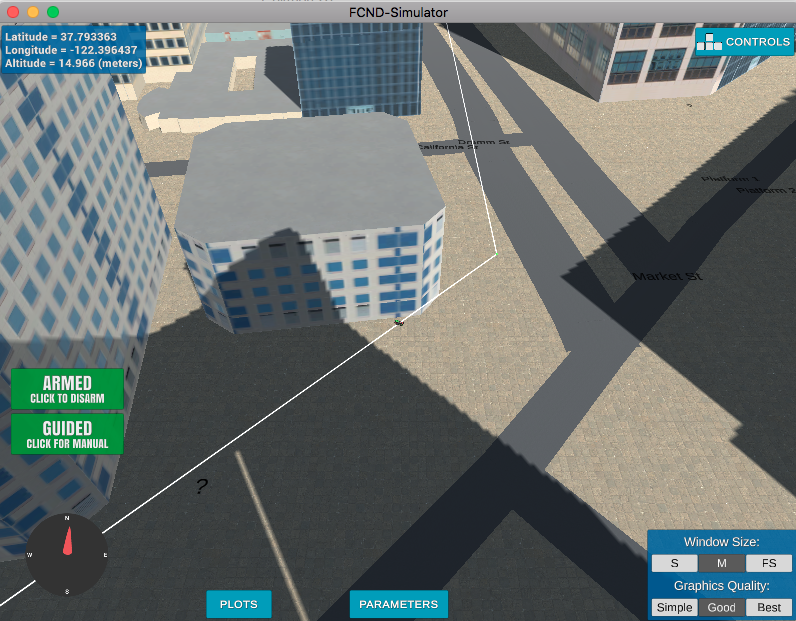 FCND-Simulator
Latitude = 37.793363
Longitude = -122.396437
Altitude = 14.966 (meters)
CONTROLS
Drumm St
California St
Platform 3
Platform 2
Market St
ARMED
CLICK TO DISARM
GUIDED
CLICK FOR MANUAL
?
N
W
E
S
PLOTS
PARAMETERS
Window Size:
S
M
FS
Graphics Quality:
Simple
Good
Best